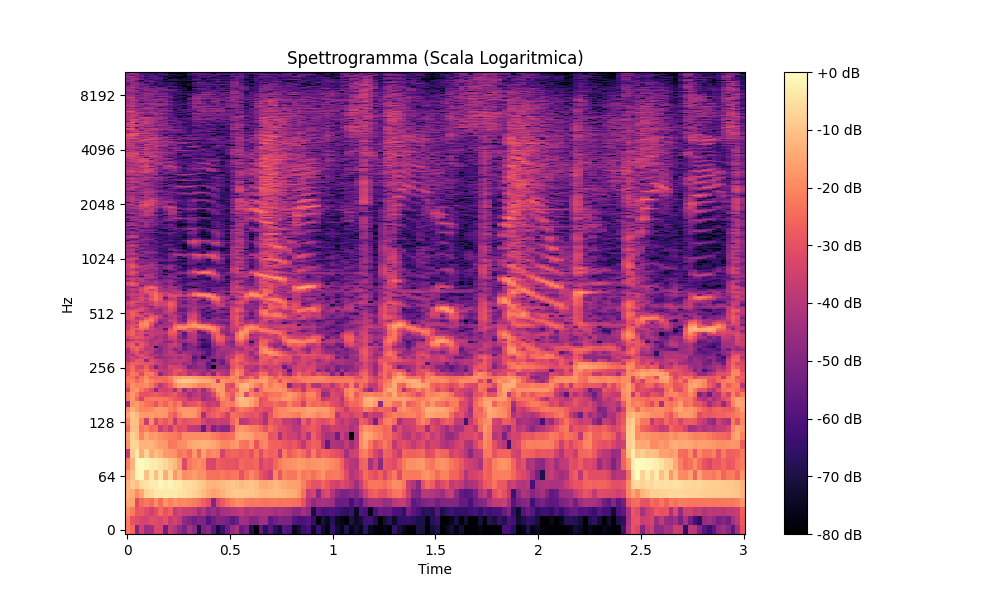 Spettrogramma (Scala Logaritmica)
Hz
8192
4096
2048
1024
512
256
128
64
0
0
0.5
1
1.5
2
2.5
3
Time
+0 dB
-10 dB
-20 dB
-30 dB
-40 dB
-50 dB
-60 dB
-70 dB
-80 dB